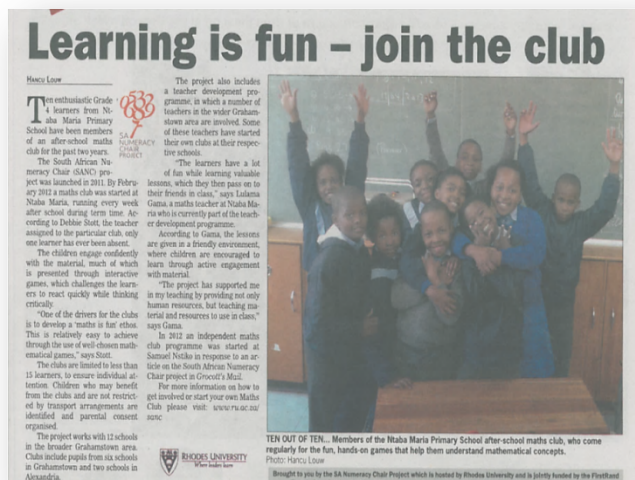 Learning is fun – join the club
HANCU LOUW
Ten enthusiastic Grade
4 learners from Nt-
aba Maria Primary
School have been members
of an after-school maths
club for the past two years.
The South African Nu-
meracy Chair (SANC) pro-
ject was launched in 2011. By Febru-
ary 2012 a maths club was started at
Ntaba Maria, running every week
after school during term time. Ac-
cording to Debbie Stott, the teacher
assigned to the particular club, only
one learner has ever been absent.
The children engage confidently
with the material, much of which
is presented through interactive
games, which challenges the learn-
ers to react quickly while thinking
critically.
"One of the drivers for the clubs
is to develop a 'maths is fun' ethos.
This is relatively easy to achieve
through the use of well-chosen math-
ematical games," says Stott.
The clubs are limited to less than
15 learners, to ensure individual at-
tention. Children who may benefit
from the clubs and are not restrict-
ed by transport arrangements are
identified and parental consent
organised.
The project works with 12 schools
in the broader Grahamstown area.
Clubs include pupils from six schools
in Grahamstown and two schools in
Alexandria.
SA
NUMERACY
CHAIR
PROJECT
The project also includes
a teacher development pro-
gramme, in which a number of
teachers in the wider Graham-
stown area are involved. Some
of these teachers have started
their own clubs at their respec-
tive schools.
"The learners have a lot
of fun while learning valuable
lessons, which they then pass on to
their friends in class," says Lulama
Gama, a maths teacher at Ntaba Ma-
ria who is currently part of the teach-
er development programme.
According to Gama, the lessons
are given in a friendly environment,
where children are encouraged to
learn through active engagement
with material.
"The project has supported me
in my teaching by providing not only
human resources, but teaching ma-
terial and resources to use in class,"
says Gama.
In 2012 an independent maths
club programme was started at
Samuel Ntsiko in response to an ar-
ticle on the South African Numeracy
Chair project in Grocott's Mail.
For more information on how to
get involved or start your own Maths
Club please visit: www.ru.ac.za/
sanc
RHODES UNIVERSITY
Where leaders learn
TEN OUT OF TEN... Members of the Ntaba Maria Primary School after-school maths club, who come
regularly for the fun, hands-on games that help them understand mathematical concepts.
Photo: Hancu Louw
Brought to you by the SA Numeracy Chair Project which is hosted by Rhodes University and is jointly funded by the FirstRand